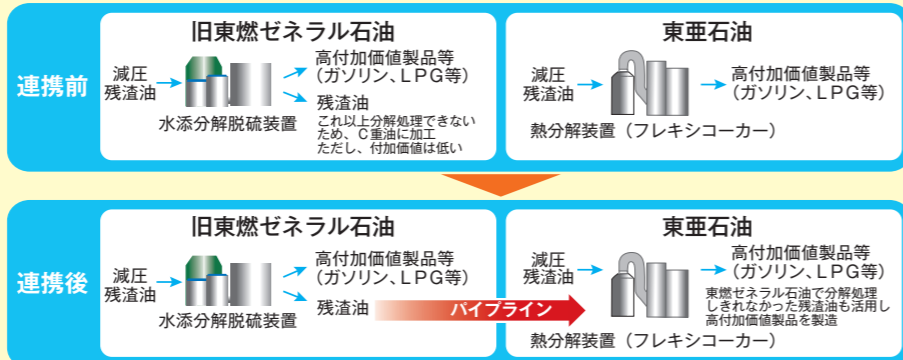 連携前
旧東燃ゼネラル石油
減圧
残渣油
水添分解脱硫装置
高付加価値製品等
(ガソリン、LPG等)
残渣油
これ以上分解処理できない
ため、C重油に加工
ただし、付加価値は低い
東亜石油
減圧
残渣油
高付加価値製品等
(ガソリン、LPG等)
熱分解装置(フレキシコーカー)
連携後
旧東燃ゼネラル石油
減圧
残渣油
水添分解脱硫装置
高付加価値製品等
(ガソリン、LPG等)
残渣油
パイプライン
東亜石油
減圧
残渣油
高付加価値製品等
(ガソリン、LPG等)
東燃ゼネラル石油で分解処理
しきれなかった残渣油も活用し
高付加価値製品を製造
熱分解装置(フレキシコーカー)